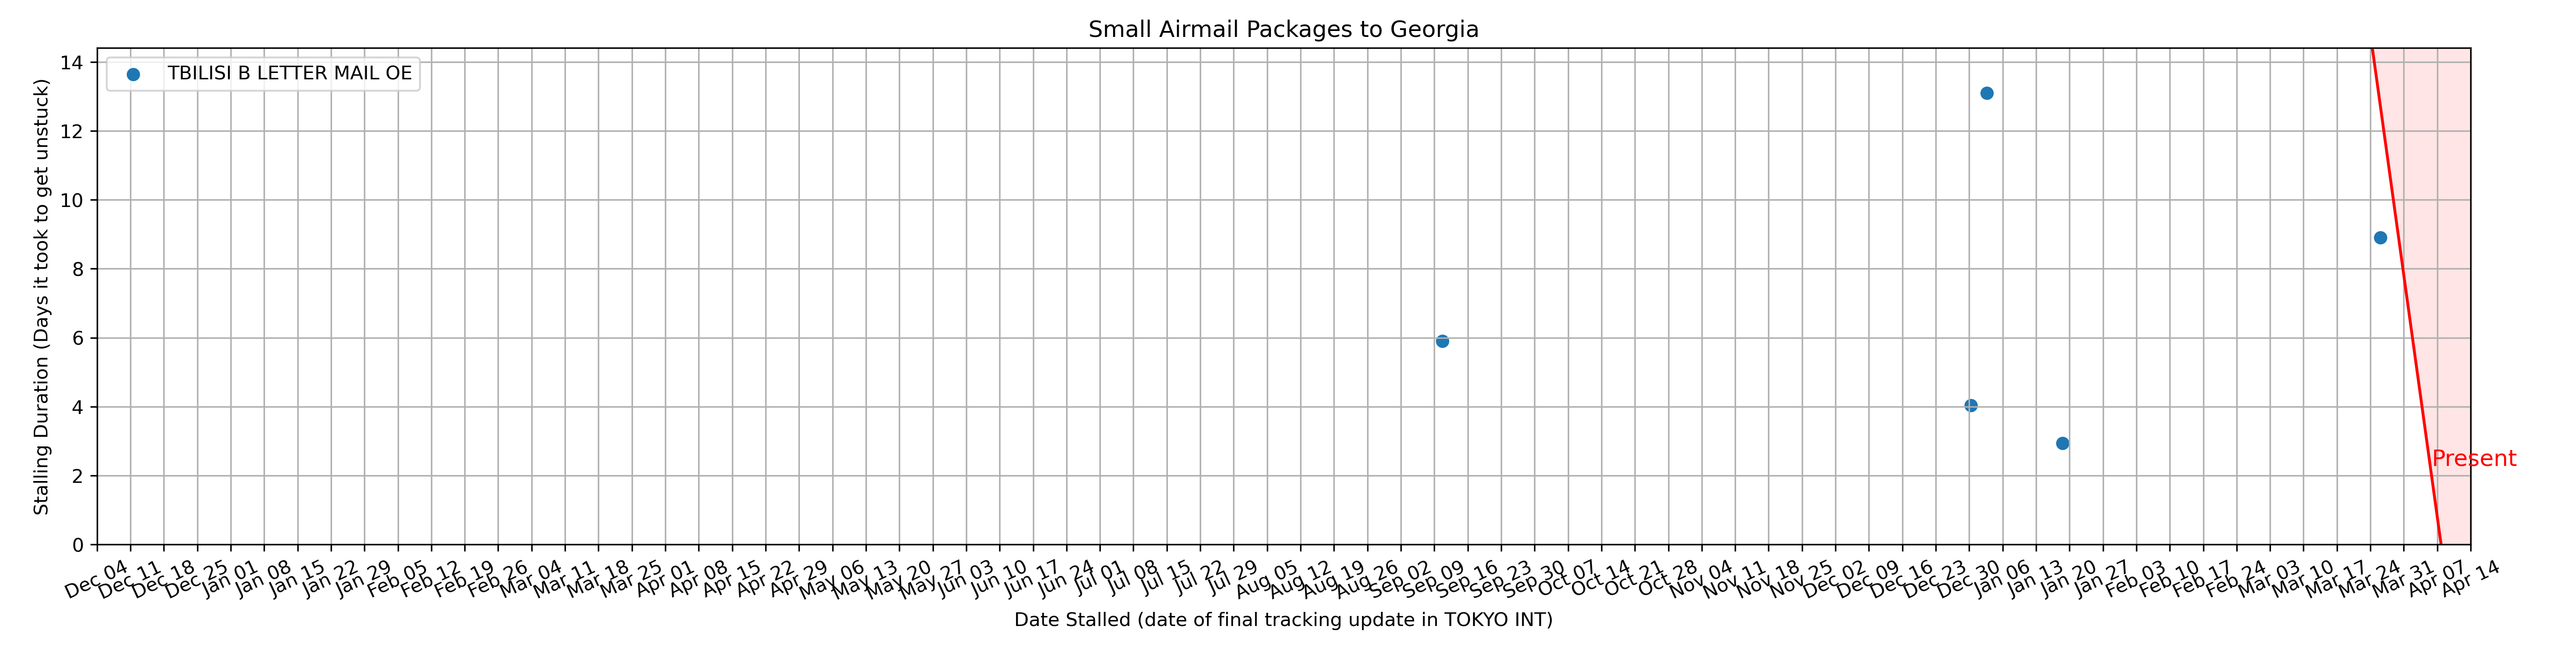 Small Airmail Packages to Georgia
TBILISI B LETTER MAIL OE
Stalling Duration (Days it took to get unstuck)
14
12
10
8
6
4
2
0
Present
Dec 04 Dec 11 Dec 18 Dec 25 Jan 01 Jan 08 Jan 15 Jan 22 Jan 29 Feb 05 Feb 12 Feb 19 Feb 26 Mar 04 Mar 11 Mar 18 Mar 25 Apr 01 Apr 08 Apr 15 Apr 22 Apr 29 May 06 May 13 May 20 May 27 Jun 03 Jun 10 Jun 17 Jun 24 Jul 01 Jul 08 Jul 15 Jul 22 Jul 29 Aug 05 Aug 12 Aug 19 Aug 26 Sep 02 Sep 09 Sep 16 Sep 23 Sep 30 Oct 07 Oct 14 Oct 21 Oct 28 Nov 04 Nov 11 Nov 18 Nov 25 Dec 02 Dec 09 Dec 16 Dec 23 Dec 30 Jan 06 Jan 13 Jan 20 Jan 27 Feb 03 Feb 10 Feb 17 Feb 24 Mar 03 Mar 10 Mar 17 Mar 24 Mar 31 Apr 07 Apr 14
Date Stalled (date of final tracking update in TOKYO INT)